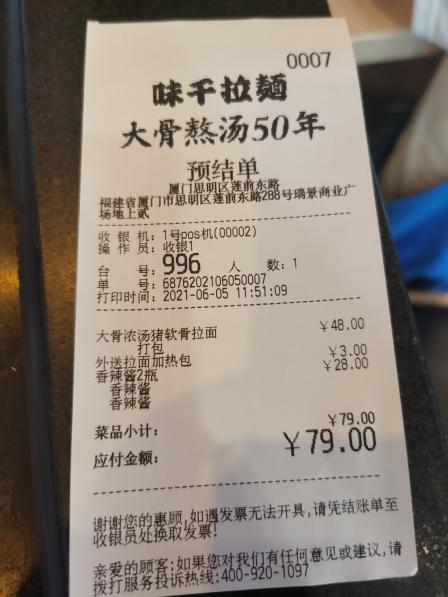 0007
味千拉麺
大骨熬汤50年
预结单
厦门思明区莲前东路
福建省厦门市思明区莲前东路288号瑞景商业广
场地上贰
收银机：1号pos机(00002)
操作员：收银1
台号：996 人数：1
单号：6876202106050007
打印时间：2021-06-05 11:51:09
大骨浓汤猪软骨拉面 ￥48.00
打包
外送拉面加热包 ￥3.00
香辣酱2瓶 ￥28.00
香辣酱
香辣酱
菜品小计： ￥79.00
应付金额： ￥79.00
谢谢您的惠顾,如遇发票无法开具,请凭结账单至
收银员处换取发票!
亲爱的顾客:如果您对我们有任何意见或建议,请
拨打服务投诉热线:400-920-1097